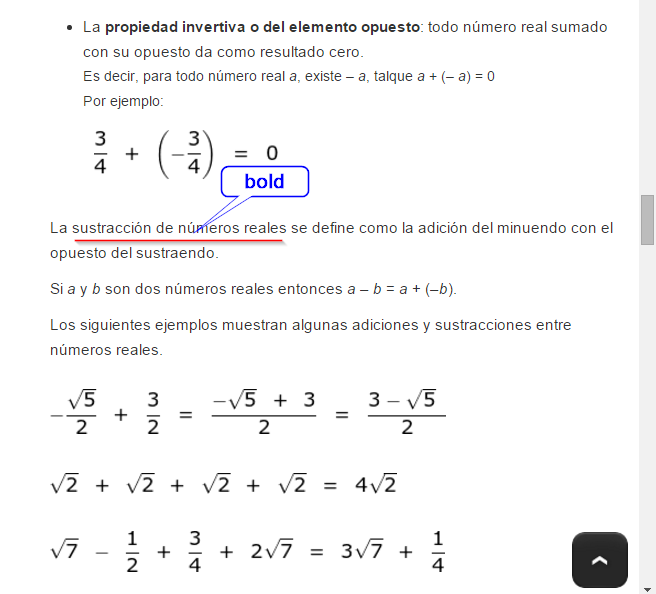 • La propiedad invertiva o del elemento opuesto: todo número real sumado
con su opuesto da como resultado cero.
Es decir, para todo número real a, existe – a, talque a + (– a) = 0
Por ejemplo:
3/4 + (−3/4) = 0
bold
La sustracción de números reales se define como la adición del minuendo con el
opuesto del sustraendo.
Si a y b son dos números reales entonces a – b = a + (–b).
Los siguientes ejemplos muestran algunas adiciones y sustracciones entre
números reales.
−√5/2 + 3/2 = (−√5 + 3)/2 = (3 − √5)/2
√2 + √2 + √2 + √2 = 4√2
√7 − 1/2 + 3/4 + 2√7 = 3√7 + 1/4